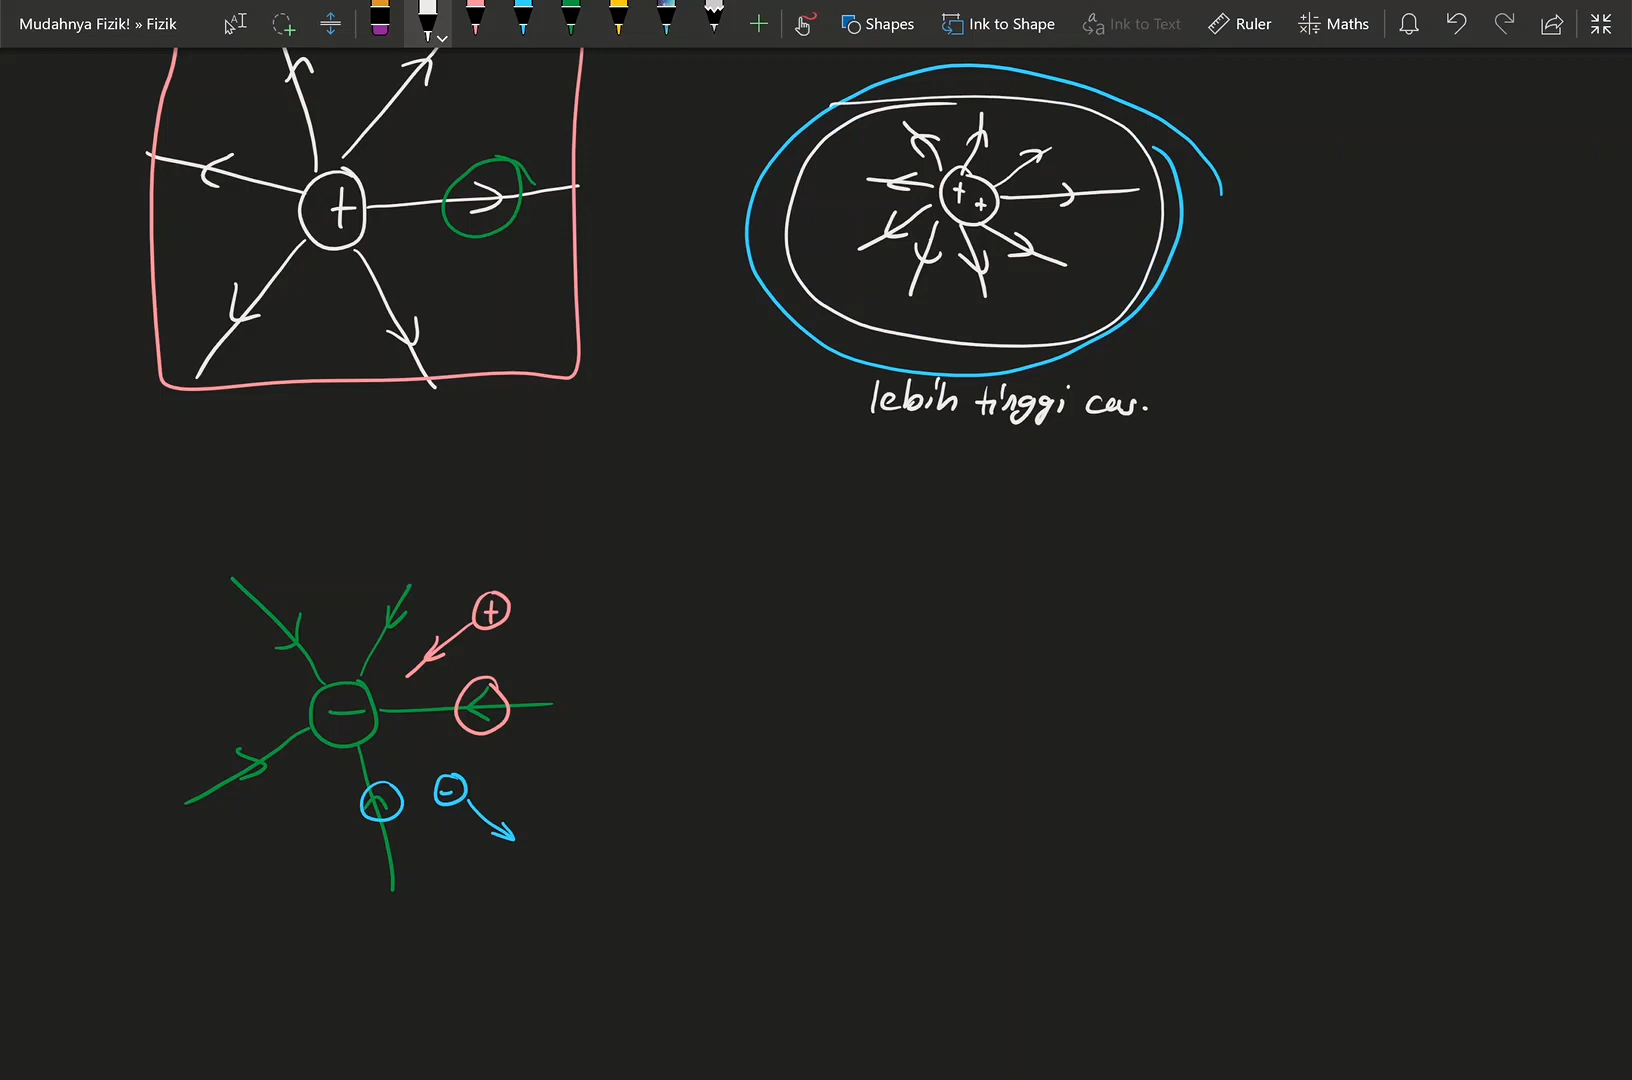 Mudahnya Fizik! » Fizik
Shapes
Ink to Shape
Ink to Text
Ruler
Maths
+
+ +
lebih tinggi cas.
+
-
-